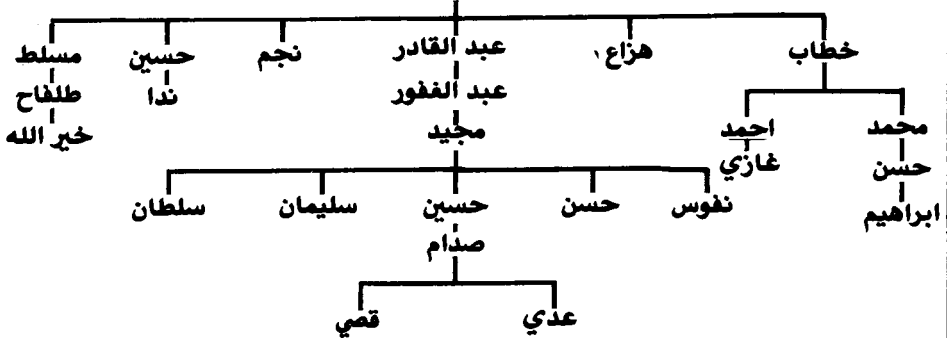 خطاب هزاع عبد القادر نجم حسين مسلط
عبد الغفور ندا طلفاح
محمد احمد مجيد خير الله
حسن غازي
نفوس حسن حسين سليمان سلطان ابراهيم
صدام
عدي قصي